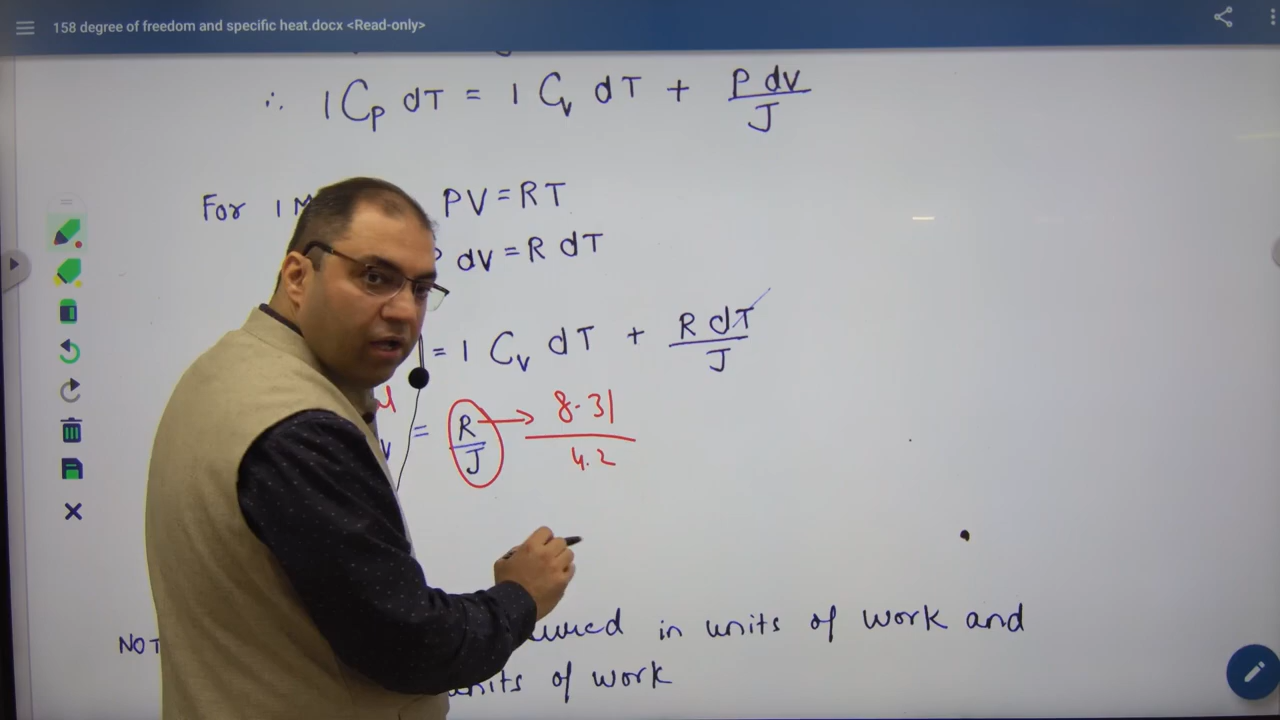 158 degree of freedom and specific heat.docx <Read-only>
∴ 1 Cp dT = 1 Cv dT + P dv / J
For 1 PV = RT
dv = R dT
= 1 Cv dT + R dT / J
= R / J → 8.31 / 4.2
in units of work and
units of work